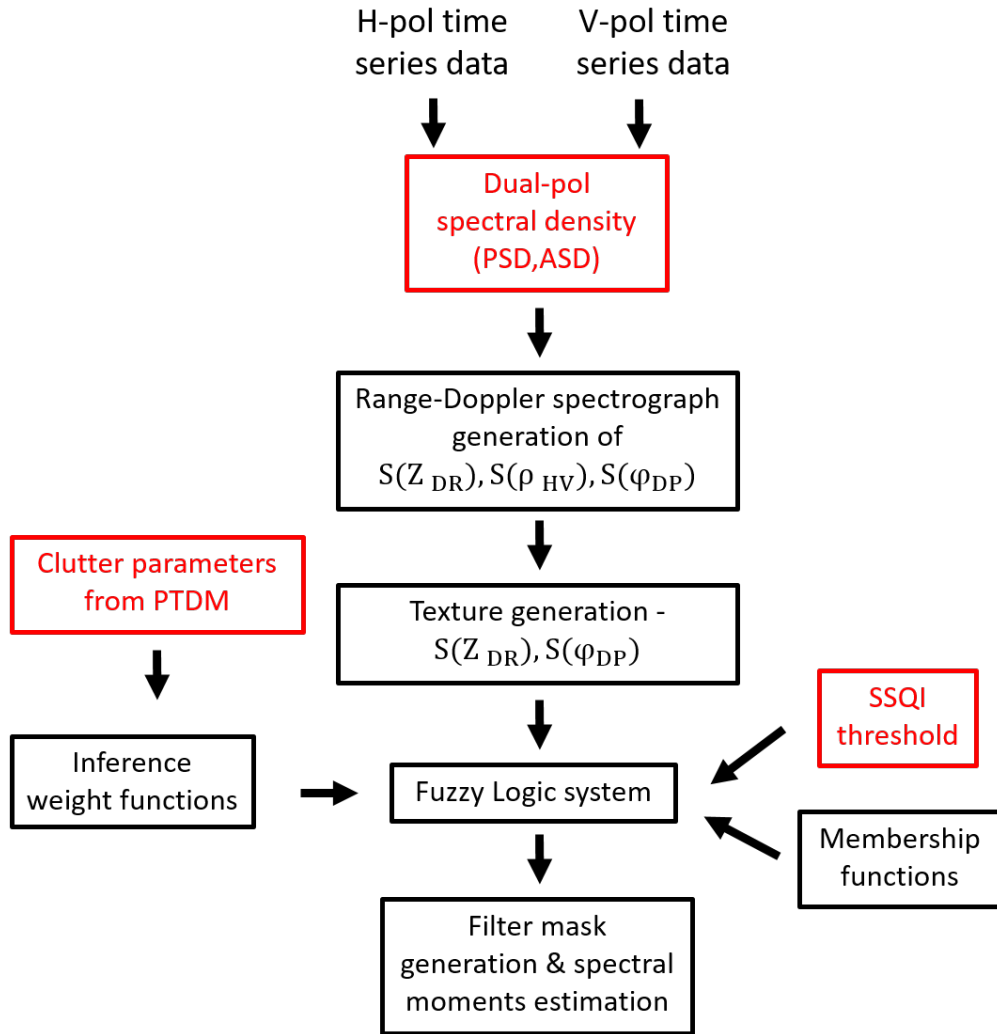 H-pol time
series data
V-pol time
series data
Dual-pol
spectral density
(PSD,ASD)
Range-Doppler spectrograph
generation of
S(Z DR), S(ρ HV), S(φDP)
Clutter parameters
from PTDM
Texture generation -
S(Z DR), S(φDP)
SSQI
threshold
Inference
weight functions
Fuzzy Logic system
Membership
functions
Filter mask
generation & spectral
moments estimation